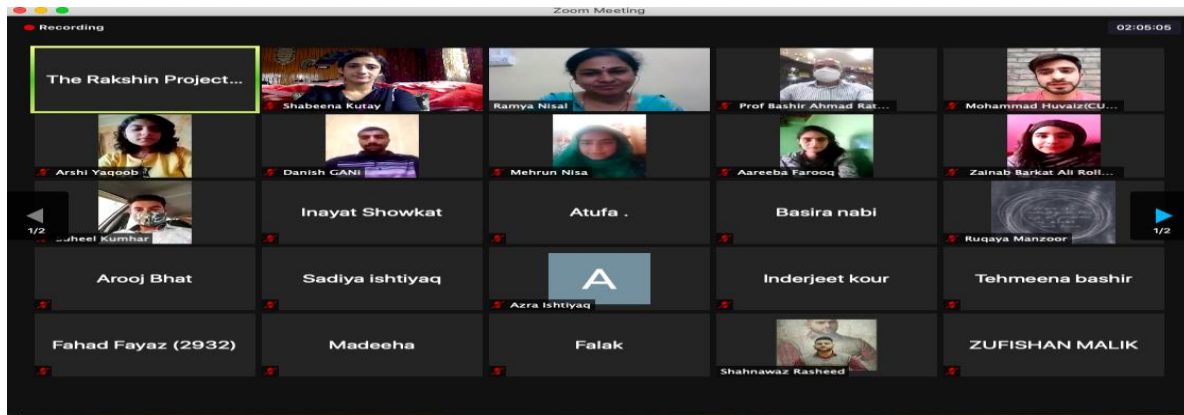 Zoom Meeting
Recording
02:05:05
The Rakshin Project...
Shabeena Kutay
Ramya Nisal
Prof Bashir Ahmad Rat...
Mohammad Huvaiz(CU...
Arshi Yaqoob
Danish GANi
Mehrun Nisa
Aareeba Farooq
Zainab Barkat Ali Roll...
1/2
Kumhar
Inayat Showkat
Atufa .
Basira nabi
Ruqaya Manzoor
1/2
Arooj Bhat
Sadiya ishtiyaq
A
Azra Ishtiyaq
Inderjeet kour
Tehmeena bashir
Fahad Fayaz (2932)
Madeeha
Falak
Shahnawaz Rasheed
ZUFISHAN MALIK